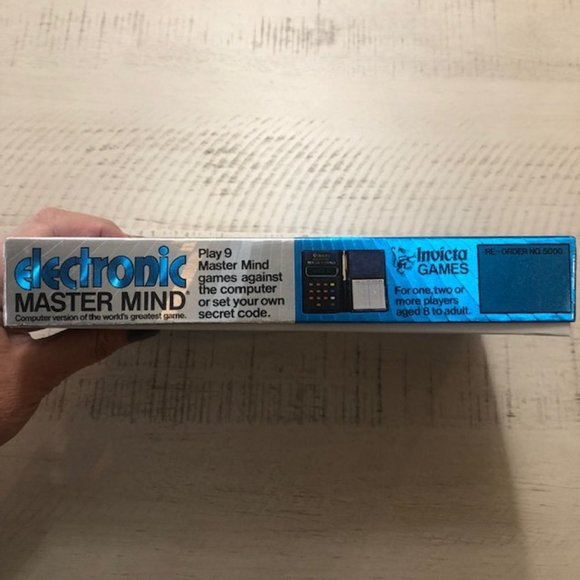 electronic
MASTER MIND®
Computer version of the world's greatest game.
Play 9
Master Mind
games against
the computer
or set your own
secret code.
Invicta
GAMES
For one, two or
more players
aged 8 to adult.
RE-ORDER NO. 5000